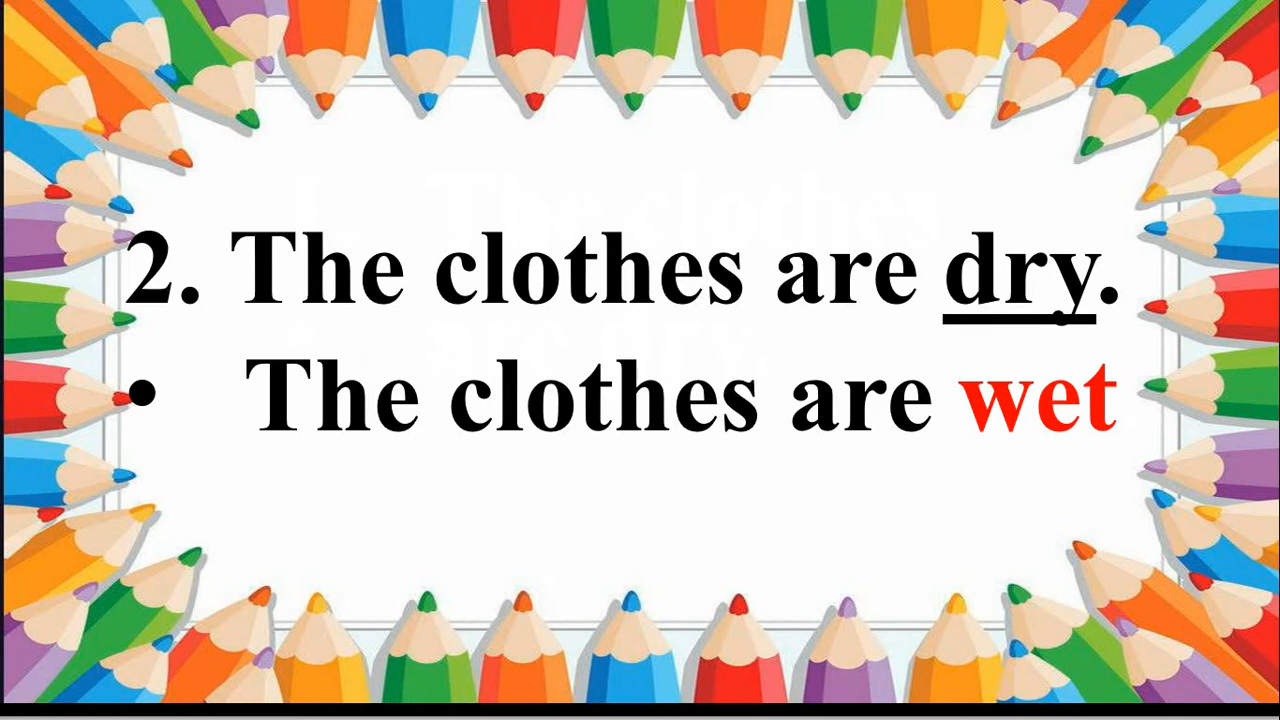 2. The clothes are dry.
• The clothes are wet